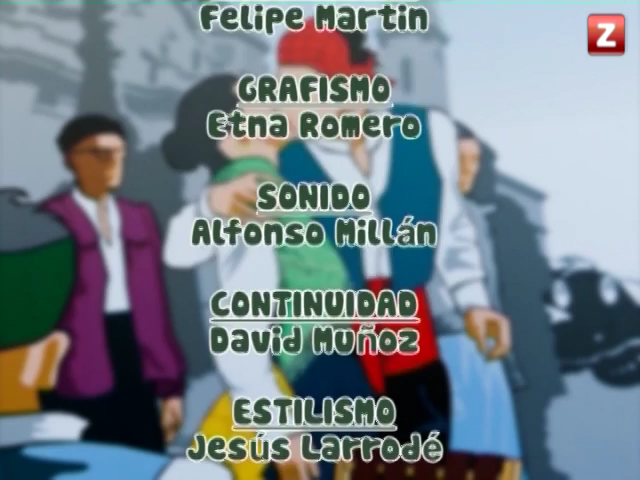 Felipe Martin
Z
GRAFISMO
Etna Romero
SONIDO
Alfonso Millán
CONTINUIDAD
David Muñoz
ESTILISMO
Jesús Larrodé